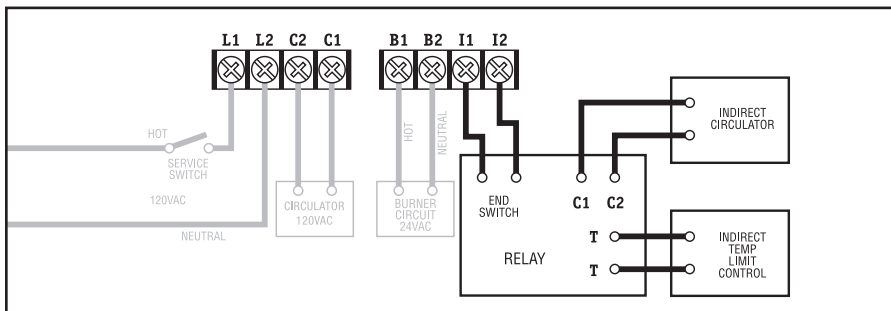 L1 L2 C2 C1 B1 B2 I1 I2
HOT
SERVICE
SWITCH
120VAC
NEUTRAL
CIRCULATOR
120VAC
HOT
NEUTRAL
BURNER
CIRCUIT
24VAC
END
SWITCH
C1 C2
T
T
RELAY
INDIRECT
CIRCULATOR
INDIRECT
TEMP
LIMIT
CONTROL